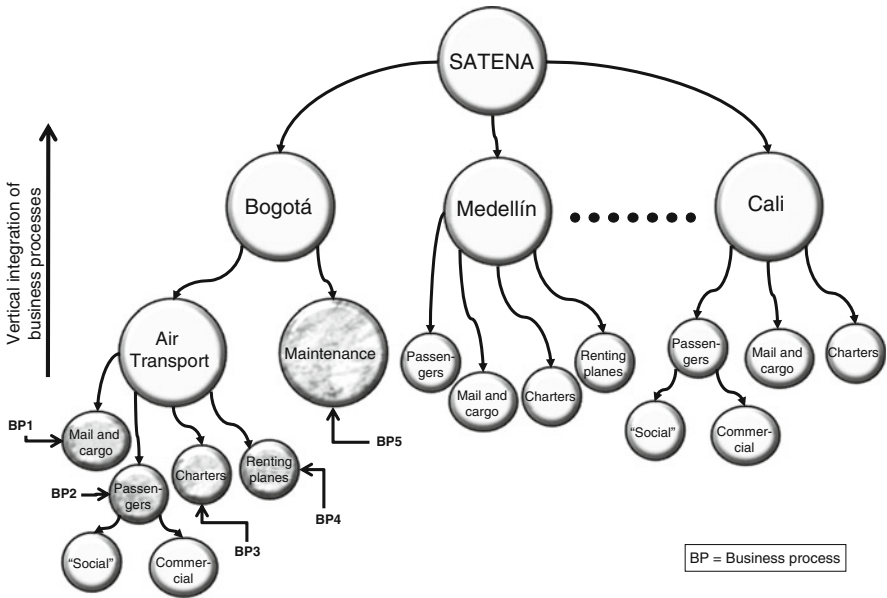 SATENA
Vertical integration of
business processes
Bogotá
Medellín
Cali
Air
Transport
Maintenance
Passen-
gers
Mail and
cargo
Charters
Renting
planes
Passen-
gers
Mail and
cargo
Charters
"Social"
Commer-
cial
BP1
Mail and
cargo
BP2
Passen-
gers
Charters
Renting
planes
BP5
BP4
BP3
"Social"
Commer-
cial
BP = Business process